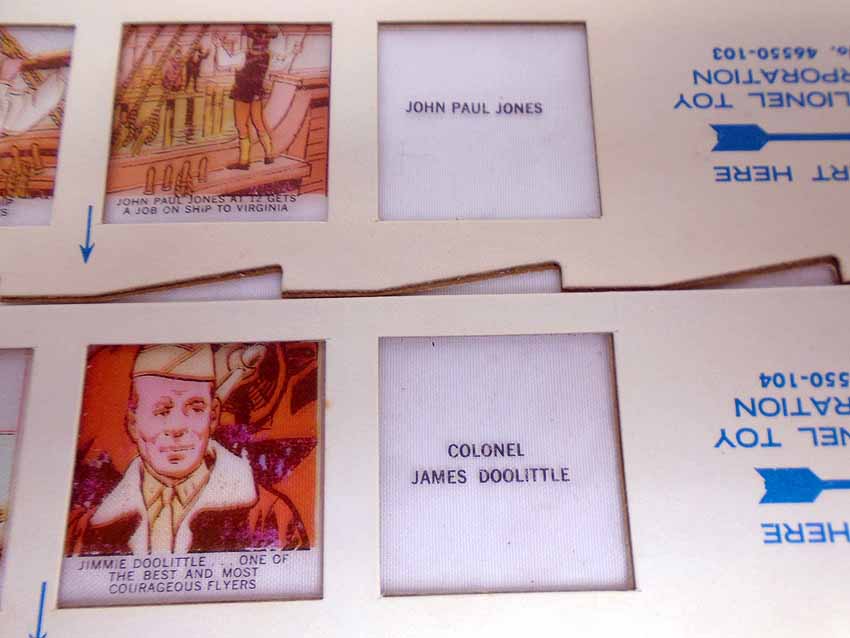 JOHN PAUL JONES AT 12 GETS
A JOB ON SHIP TO VIRGINIA
JOHN PAUL JONES
RT HERE
LIONEL TOY
RPORATION
No. 46550-103
JIMMIE DOOLITTLE . . . ONE OF
THE BEST AND MOST
COURAGEOUS FLYERS
COLONEL
JAMES DOOLITTLE
HERE
NEL TOY
RATION
550-104